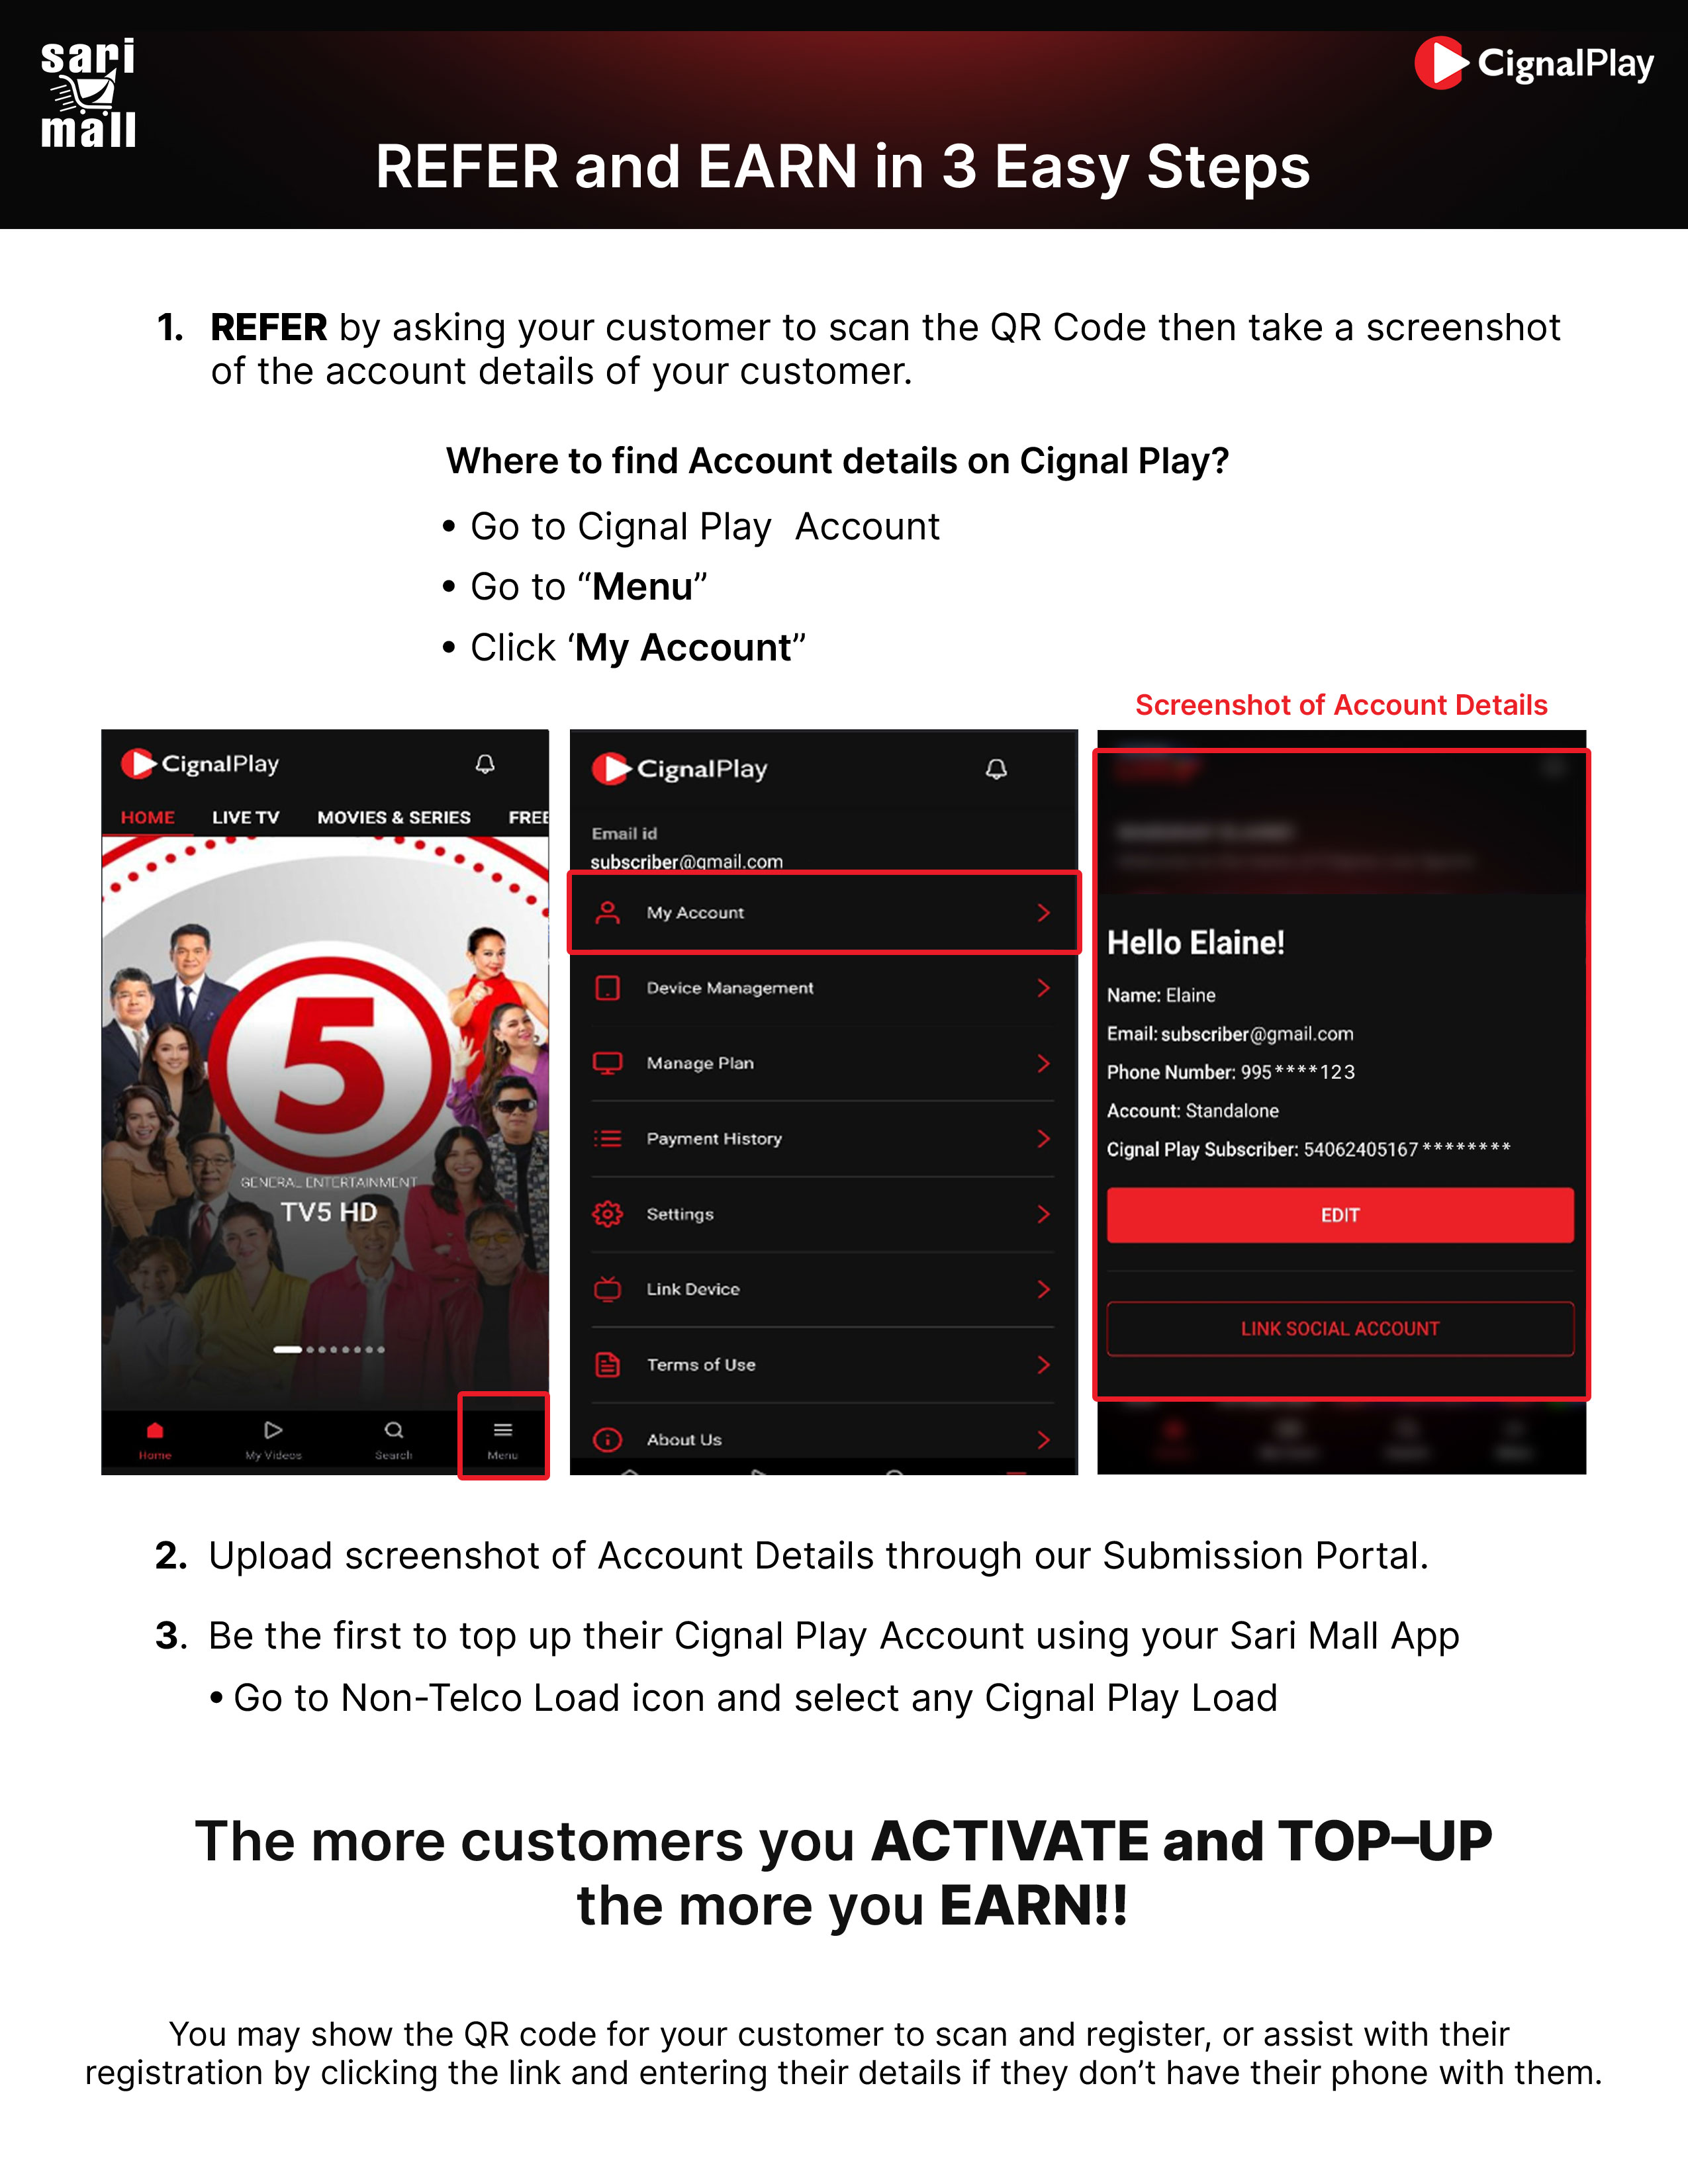 sari
mall
CignalPlay
REFER and EARN in 3 Easy Steps
1. REFER by asking your customer to scan the QR Code then take a screenshot
of the account details of your customer.
Where to find Account details on Cignal Play?
• Go to Cignal Play  Account
• Go to “Menu”
• Click ‘My Account”
Screenshot of Account Details
CignalPlay
HOME LIVE TV MOVIES & SERIES FREE
5
GENERAL ENTERTAINMENT
TV5 HD
Home My Videos Search Menu
CignalPlay
Email id
subscriber@gmail.com
My Account
Device Management
Manage Plan
Payment History
Settings
Link Device
Terms of Use
About Us
Hello Elaine!
Name: Elaine
Email: subscriber@gmail.com
Phone Number: 995****123
Account: Standalone
Cignal Play Subscriber: 54062405167********
EDIT
LINK SOCIAL ACCOUNT
2. Upload screenshot of Account Details through our Submission Portal.
3. Be the first to top up their Cignal Play Account using your Sari Mall App
• Go to Non-Telco Load icon and select any Cignal Play Load
The more customers you ACTIVATE and TOP–UP
the more you EARN!!
You may show the QR code for your customer to scan and register, or assist with their
registration by clicking the link and entering their details if they don’t have their phone with them.